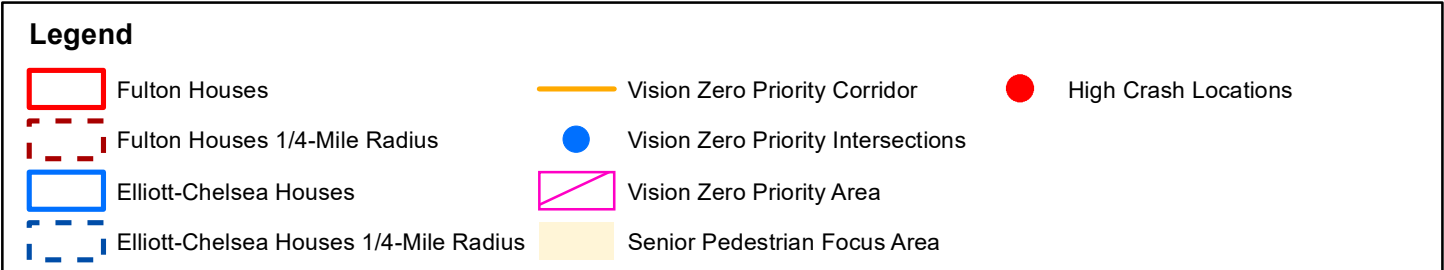 Legend
Fulton Houses
Fulton Houses 1/4-Mile Radius
Elliott-Chelsea Houses
Elliott-Chelsea Houses 1/4-Mile Radius
Vision Zero Priority Corridor
Vision Zero Priority Intersections
Vision Zero Priority Area
Senior Pedestrian Focus Area
High Crash Locations